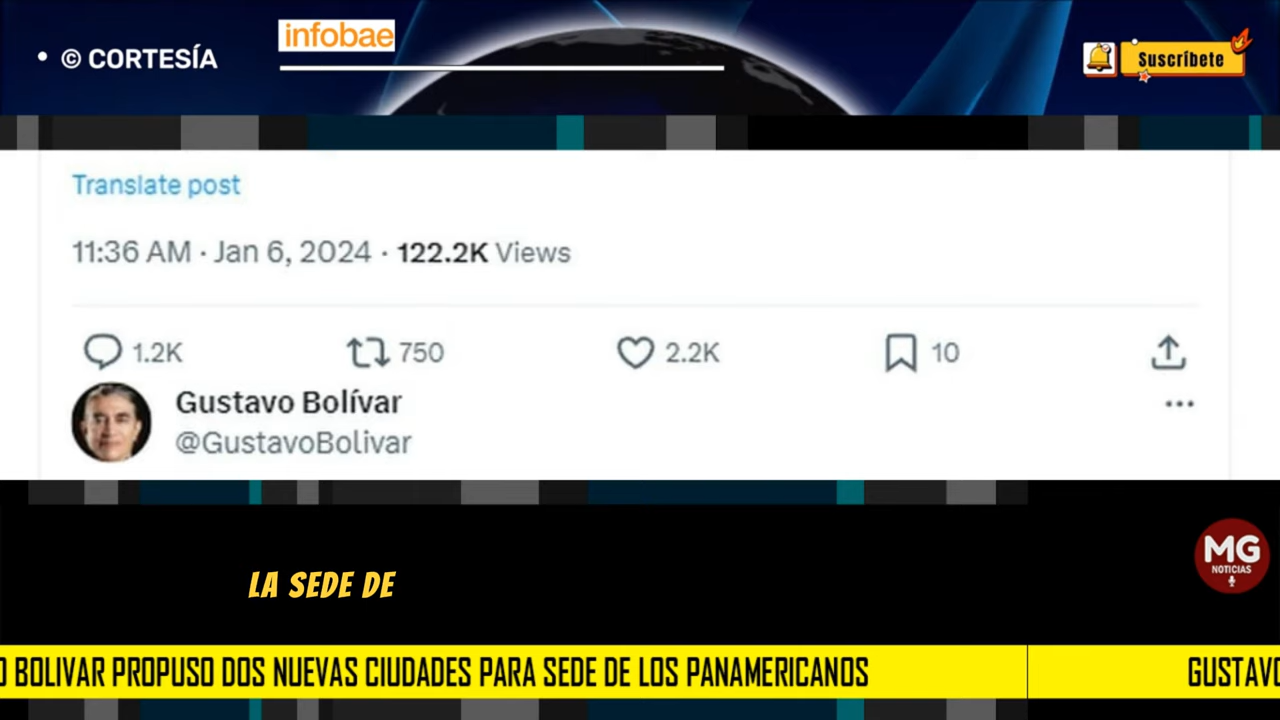 infobae
• © CORTESÍA
Suscríbete
Translate post
11:36 AM · Jan 6, 2024 · 122.2K Views
1.2K 750 2.2K 10
Gustavo Bolívar
@GustavoBolivar
MG
NOTICIAS
LA SEDE DE
O BOLIVAR PROPUSO DOS NUEVAS CIUDADES PARA SEDE DE LOS PANAMERICANOS GUSTAVO